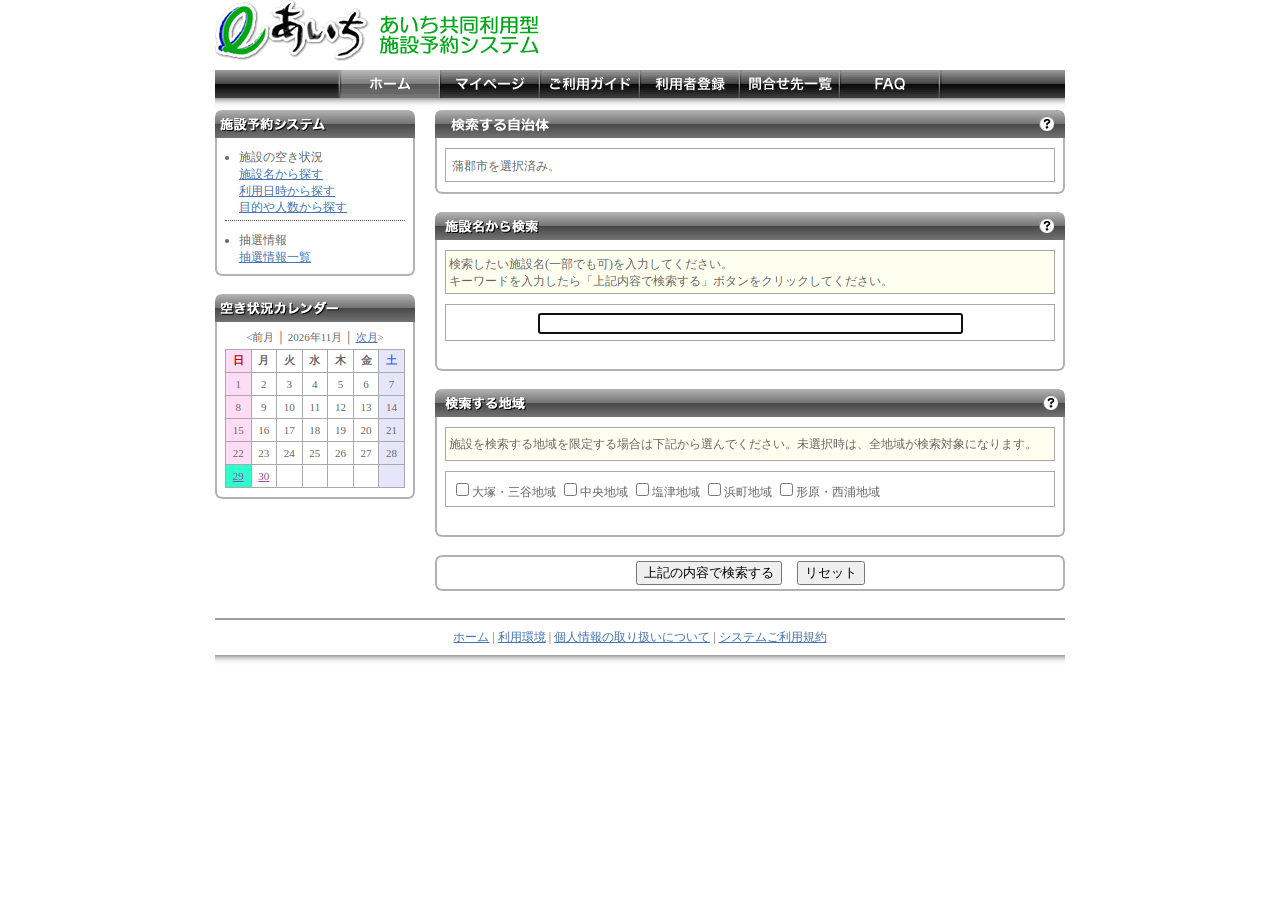 あいち あいち共同利用型
施設予約システム
ホーム マイページ ご利用ガイド 利用者登録 問合せ先一覧 FAQ
施設予約システム
施設の空き状況
施設名から探す
利用日時から探す
目的や人数から探す
抽選情報
抽選情報一覧
空き状況カレンダー
<前月 │ 2026年11月 │ 次月>
日 月 火 水 木 金 土
1 2 3 4 5 6 7
8 9 10 11 12 13 14
15 16 17 18 19 20 21
22 23 24 25 26 27 28
29 30
検索する自治体 ?
蒲郡市を選択済み。
施設名から検索 ?
検索したい施設名(一部でも可)を入力してください。
キーワードを入力したら「上記内容で検索する」ボタンをクリックしてください。
検索する地域 ?
施設を検索する地域を限定する場合は下記から選んでください。未選択時は、全地域が検索対象になります。
大塚・三谷地域 中央地域 塩津地域 浜町地域 形原・西浦地域
上記の内容で検索する リセット
ホーム | 利用環境 | 個人情報の取り扱いについて | システムご利用規約